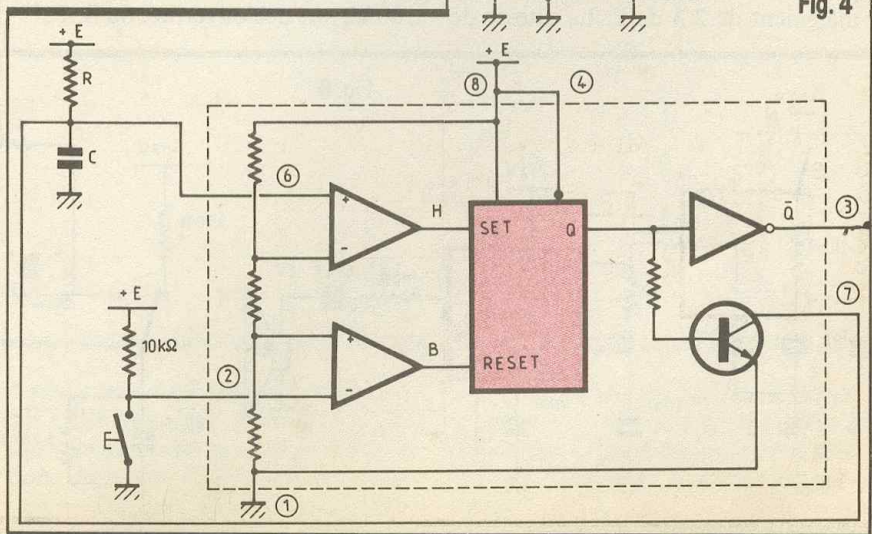 Fig. 4
+ E
R
C
+ E
8
4
6
+
-
H
SET
Q
Q̄
3
7
+ E
10kΩ
2
+
-
B
RESET
1